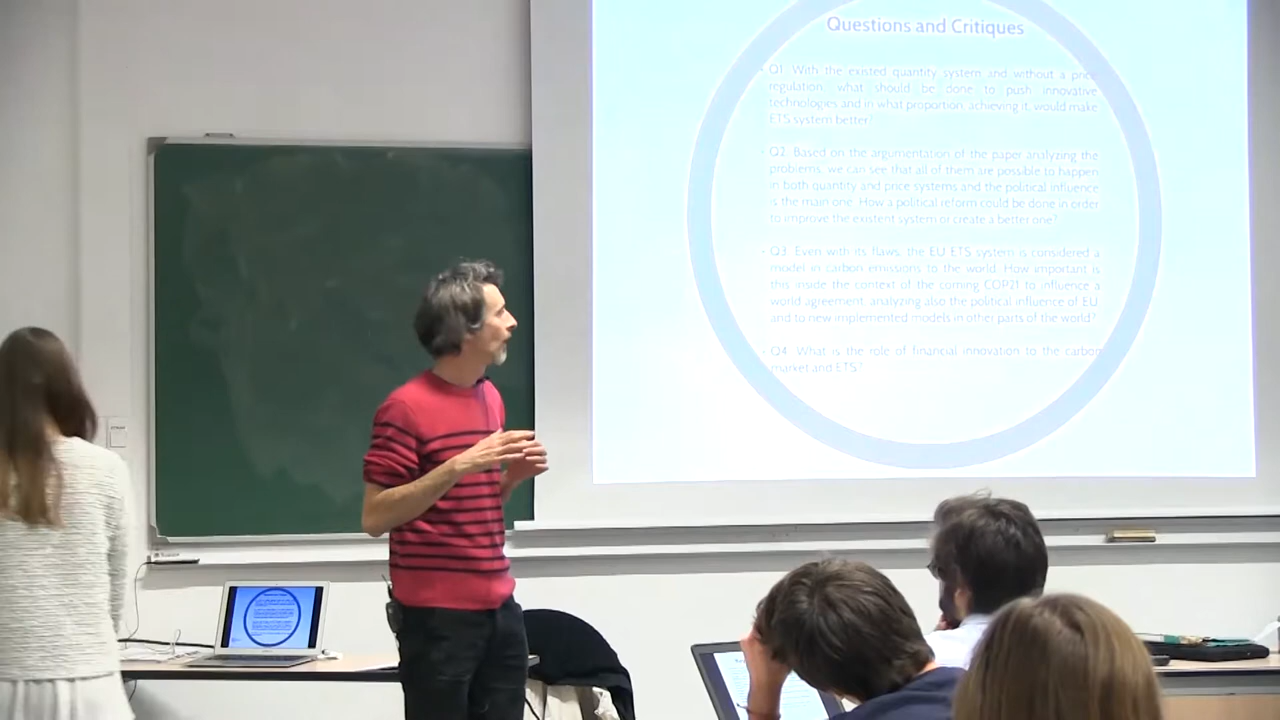 Questions and Critiques
Q1. With the existed quantity system and without a price
regulation, what should be done to push innovative
technologies and in what proportion, achieving it, would make
ETS system better?
Q2. Based on the argumentation of the paper analyzing the
problems, we can see that all of them are possible to happen
in both quantity and price systems and the political influence
is the main one. How a political reform could be done in order
to improve the existent system or create a better one?
Q3. Even with its flaws, the EU ETS system is considered a
model in carbon emissions to the world. How important is
this inside the context of the coming COP21 to influence a
world agreement, analyzing also the political influence of EU,
and to new implemented models in other parts of the world?
Q4. What is the role of financial innovation to the carbon
market and ETS?